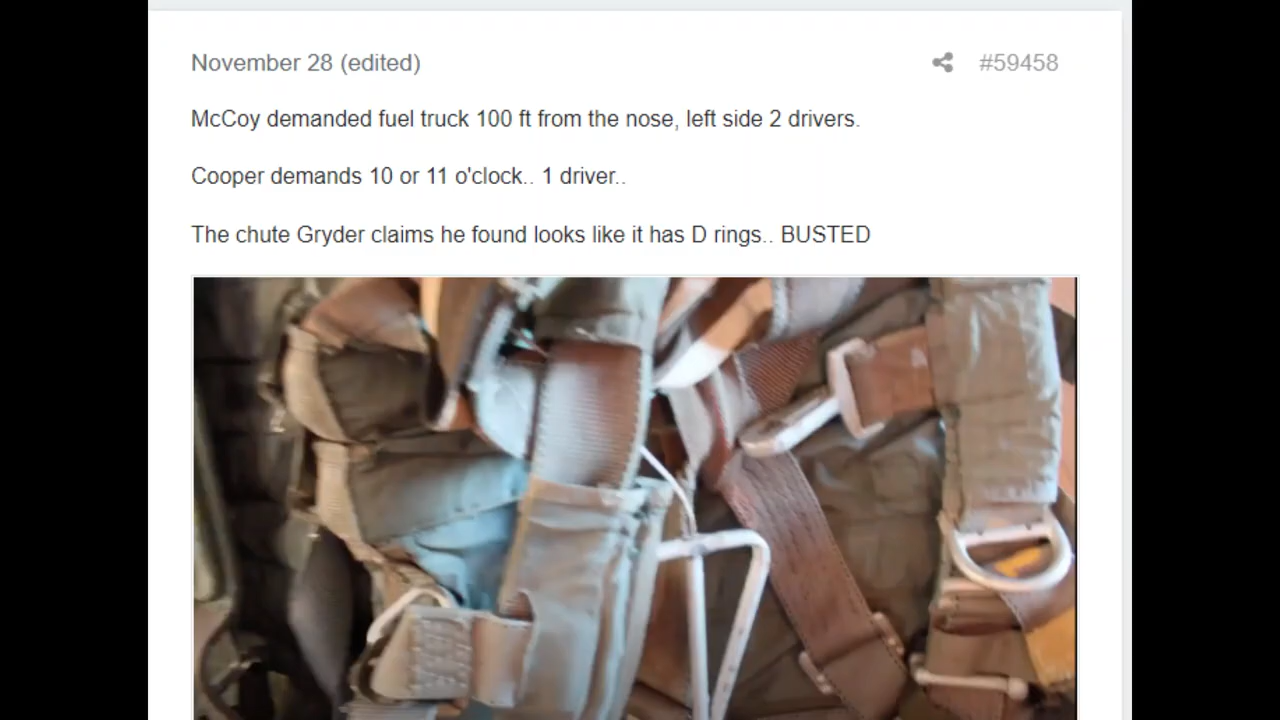 November 28 (edited) #59458
McCoy demanded fuel truck 100 ft from the nose, left side 2 drivers.
Cooper demands 10 or 11 o'clock.. 1 driver..
The chute Gryder claims he found looks like it has D rings.. BUSTED